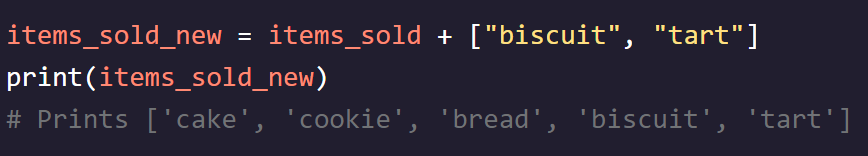 items_sold_new = items_sold + ["biscuit", "tart"]
print(items_sold_new)
# Prints ['cake', 'cookie', 'bread', 'biscuit', 'tart']